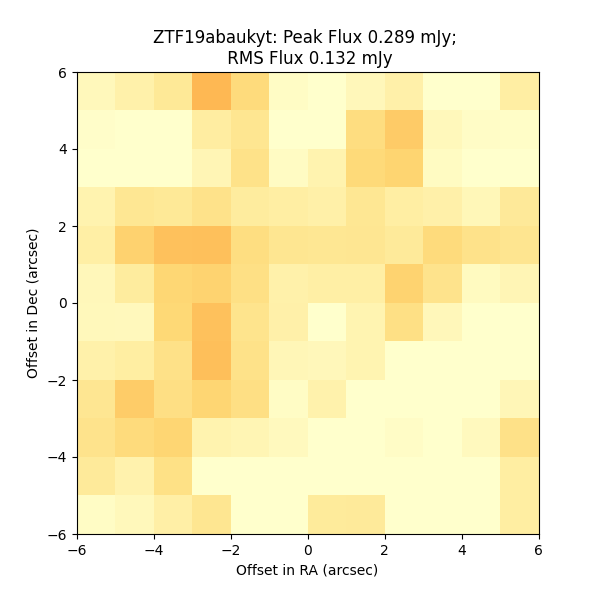 ZTF19abaukyt: Peak Flux 0.289 mJy;
RMS Flux 0.132 mJy
6
4
2
0
−2
−4
−6
Offset in Dec (arcsec)
−6 −4 −2 0 2 4 6
Offset in RA (arcsec)